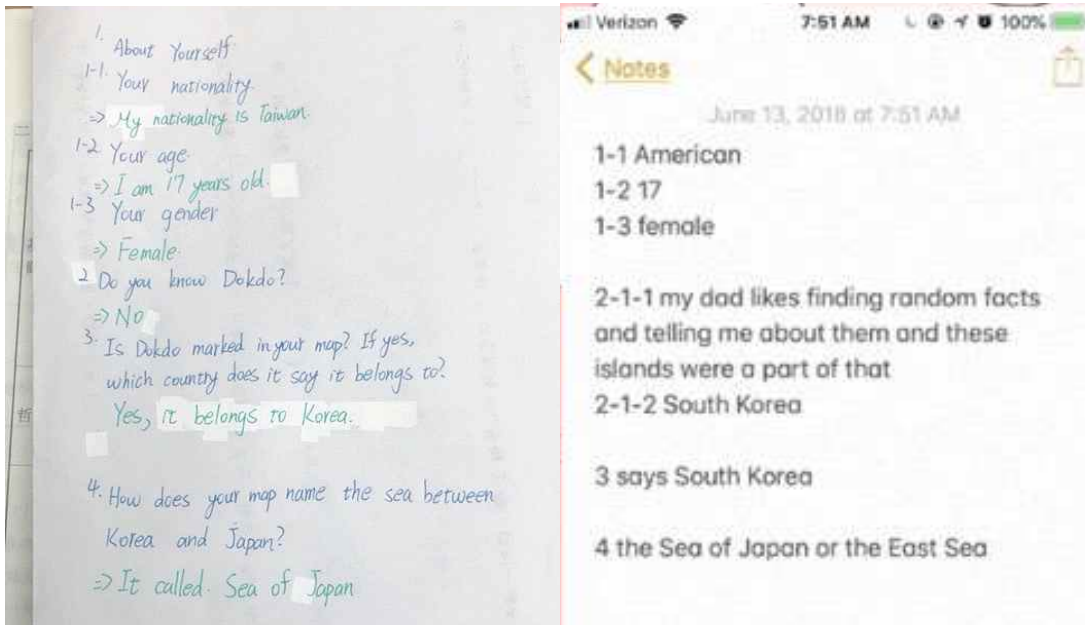 1.
About Yourself
1-1. Your nationality.
=> My nationality is Taiwan.
1-2 Your age.
=> I am 17 years old.
1-3 Your gender
=> Female.
2 Do you know Dokdo?
=> No
3. Is Dokdo marked in your map? If yes,
which country does it say it belongs to?
Yes, it belongs to Korea.
4. How does your map name the sea between
Korea and Japan?
=> It called. Sea of Japan
Verizon 7:51 AM 100%
Notes
June 13, 2018 at 7:51 AM
1-1 American
1-2 17
1-3 female
2-1-1 my dad likes finding random facts
and telling me about them and these
islands were a part of that
2-1-2 South Korea
3 says South Korea
4 the Sea of Japan or the East Sea